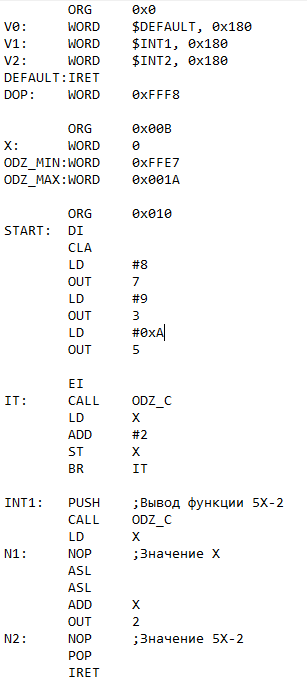 ORG 0x0
V0: WORD $DEFAULT, 0x180
V1: WORD $INT1, 0x180
V2: WORD $INT2, 0x180
DEFAULT:IRET
DOP: WORD 0xFFF8
ORG 0x00B
X: WORD 0
ODZ_MIN:WORD 0xFFE7
ODZ_MAX:WORD 0x001A
ORG 0x010
START: DI
CLA
LD #8
OUT 7
LD #9
OUT 3
LD #0xA
OUT 5
EI
IT: CALL ODZ_C
LD X
ADD #2
ST X
BR IT
INT1: PUSH ;Вывод функции 5X-2
CALL ODZ_C
LD X
N1: NOP ;Значение X
ASL
ASL
ADD X
OUT 2
N2: NOP ;Значение 5X-2
POP
IRET